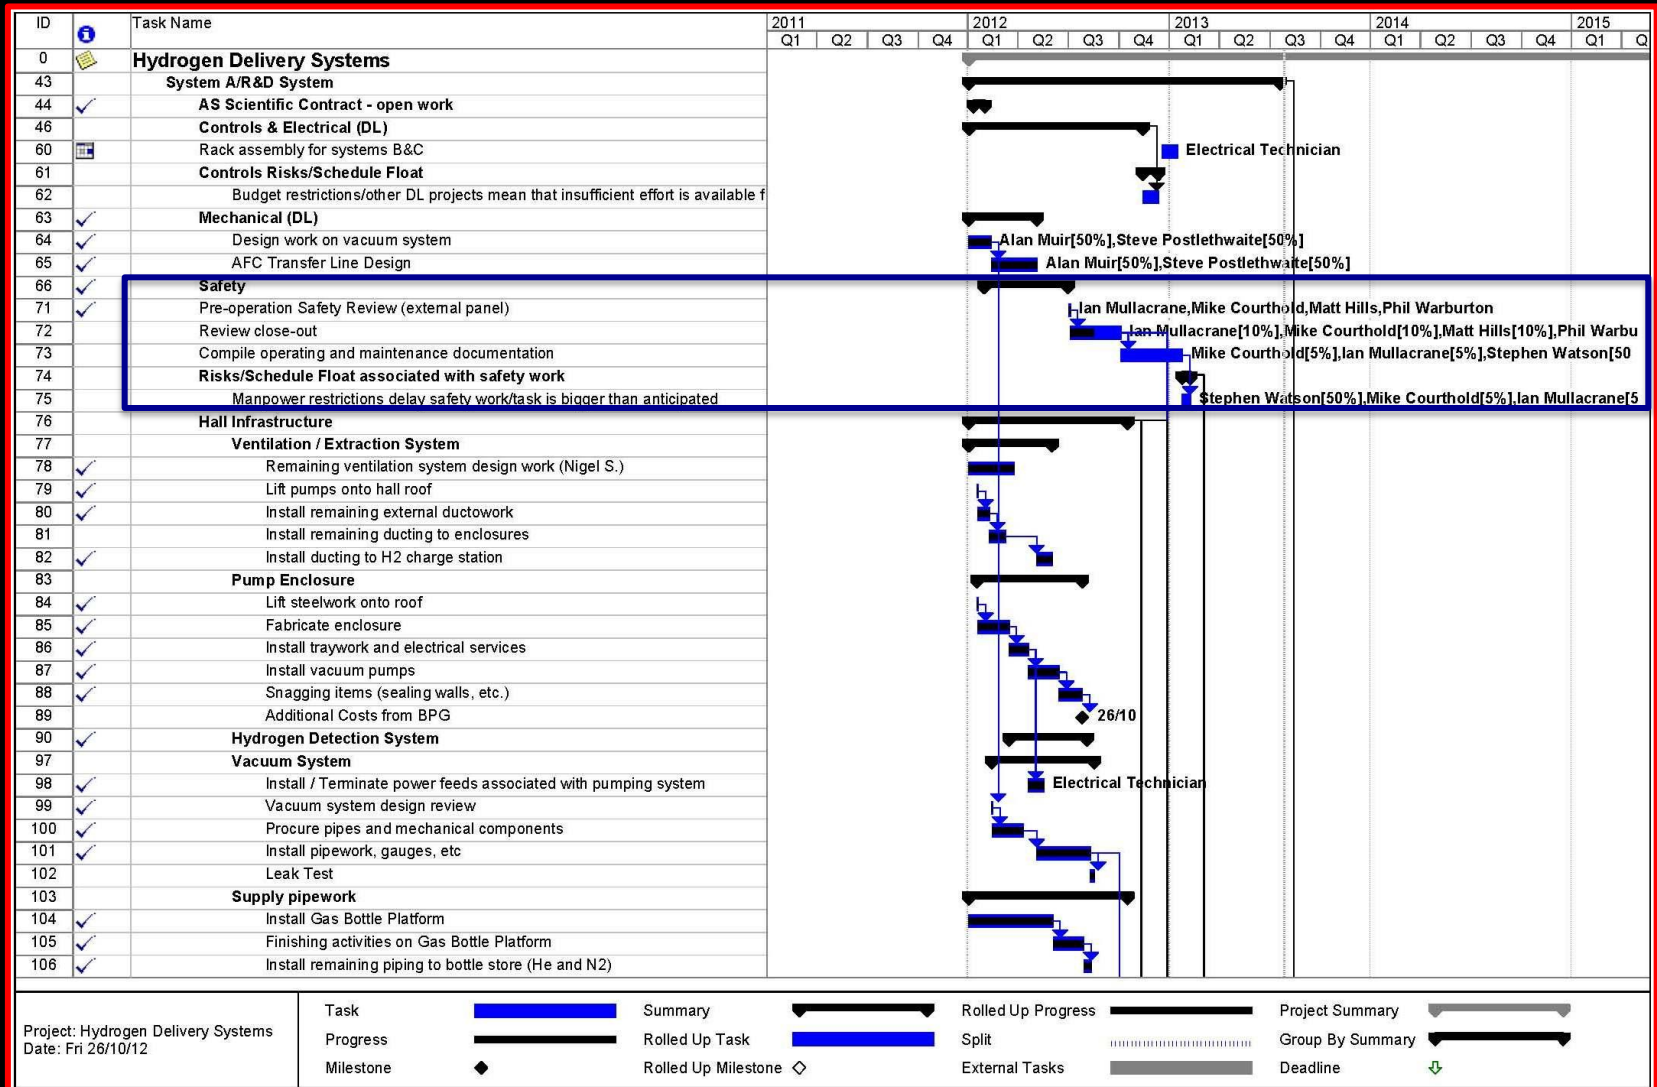 ID Task Name 2011 2012 2013 2014 2015
Q1 Q2 Q3 Q4 Q1 Q2 Q3 Q4 Q1 Q2 Q3 Q4 Q1 Q2 Q3 Q4 Q1 Q
0 Hydrogen Delivery Systems
43 System A/R&D System
44 AS Scientific Contract - open work
46 Controls & Electrical (DL)
60 Rack assembly for systems B&C Electrical Technician
61 Controls Risks/Schedule Float
62 Budget restrictions/other DL projects mean that insufficient effort is available f
63 Mechanical (DL)
64 Design work on vacuum system Alan Muir[50%],Steve Postlethwaite[50%]
65 AFC Transfer Line Design Alan Muir[50%],Steve Postlethwaite[50%]
66 Safety
71 Pre-operation Safety Review (external panel) Ian Mullacrane,Mike Courthold,Matt Hills,Phil Warburton
72 Review close-out Ian Mullacrane[10%],Mike Courthold[10%],Matt Hills[10%],Phil Warbu
73 Compile operating and maintenance documentation Mike Courthold[5%],Ian Mullacrane[5%],Stephen Watson[50
74 Risks/Schedule Float associated with safety work
75 Manpower restrictions delay safety work/task is bigger than anticipated Stephen Watson[50%],Mike Courthold[5%],Ian Mullacrane[5
76 Hall Infrastructure
77 Ventilation / Extraction System
78 Remaining ventilation system design work (Nigel S.)
79 Lift pumps onto hall roof
80 Install remaining external ductowork
81 Install remaining ducting to enclosures
82 Install ducting to H2 charge station
83 Pump Enclosure
84 Lift steelwork onto roof
85 Fabricate enclosure
86 Install traywork and electrical services
87 Install vacuum pumps
88 Snagging items (sealing walls, etc.)
89 Additional Costs from BPG 26/10
90 Hydrogen Detection System
97 Vacuum System
98 Install / Terminate power feeds associated with pumping system Electrical Technician
99 Vacuum system design review
100 Procure pipes and mechanical components
101 Install pipework, gauges, etc
102 Leak Test
103 Supply pipework
104 Install Gas Bottle Platform
105 Finishing activities on Gas Bottle Platform
106 Install remaining piping to bottle store (He and N2)
Project: Hydrogen Delivery Systems
Date: Fri 26/10/12
Task Summary Rolled Up Progress Project Summary
Progress Rolled Up Task Split Group By Summary
Milestone Rolled Up Milestone External Tasks Deadline